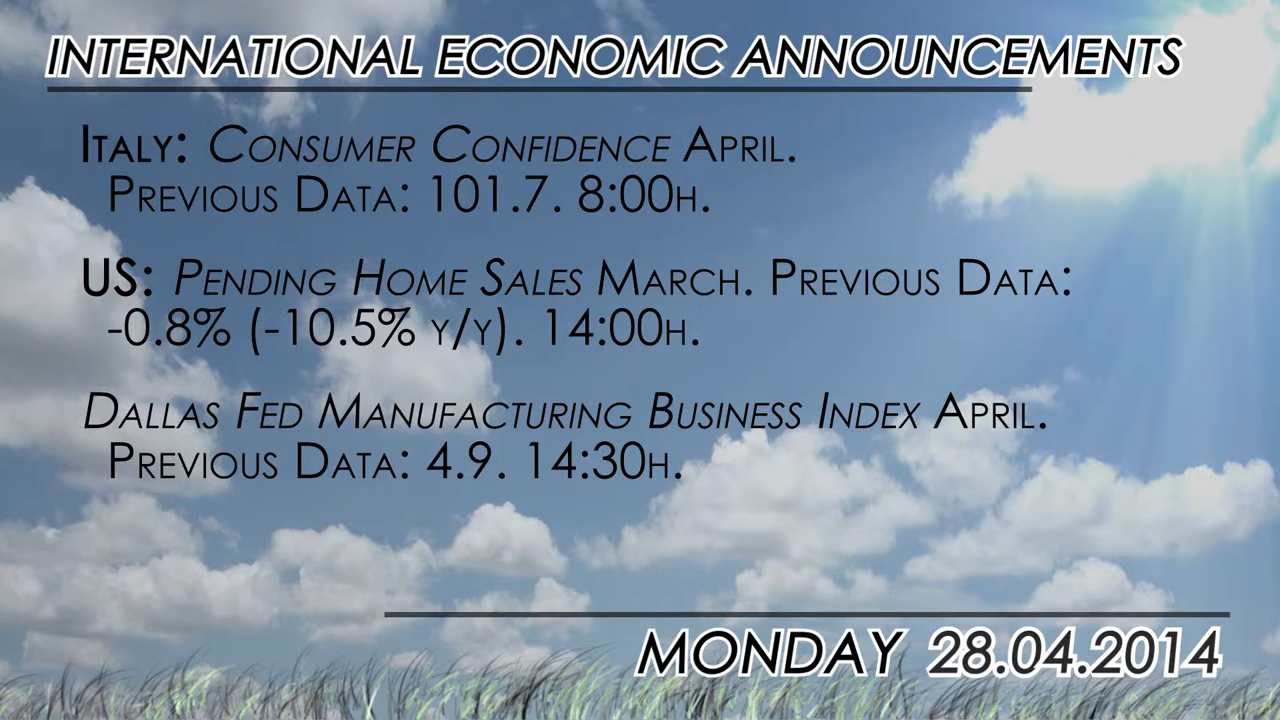 INTERNATIONAL ECONOMIC ANNOUNCEMENTS
Italy: Consumer Confidence April.
Previous Data: 101.7. 8:00h.
US: Pending Home Sales March. Previous Data:
-0.8% (-10.5% y/y). 14:00h.
Dallas Fed Manufacturing Business Index April.
Previous Data: 4.9. 14:30h.
MONDAY 28.04.2014